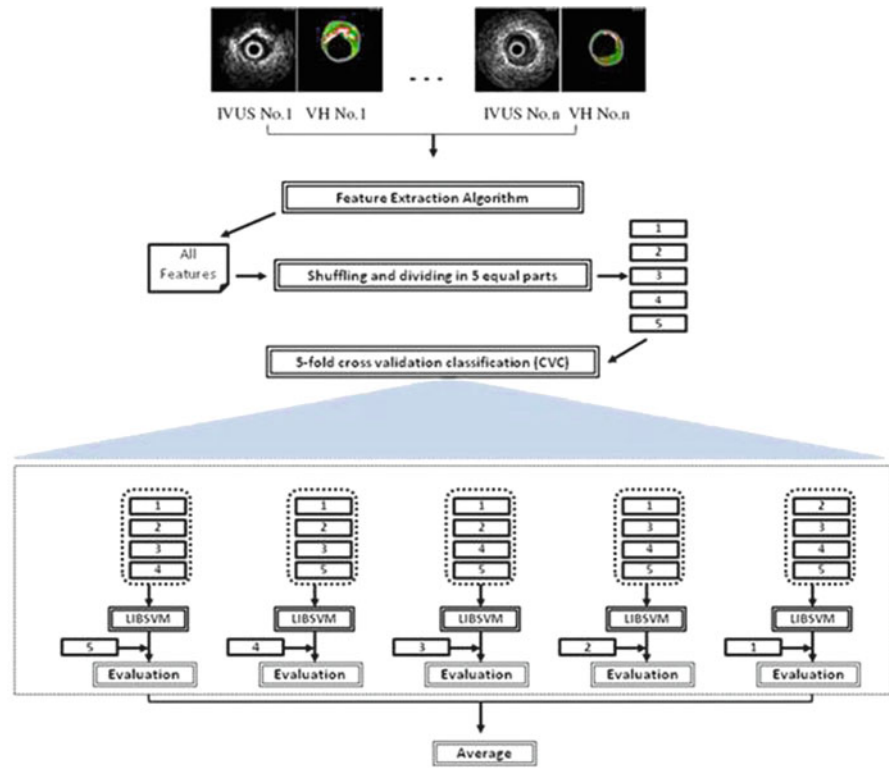 IVUS No.1 VH No.1 ... IVUS No.n VH No.n
Feature Extraction Algorithm
All
Features
Shuffling and dividing in 5 equal parts
1
2
3
4
5
5-fold cross validation classification (CVC)
1 1 1 1 2
2 2 2 3 3
3 3 4 4 4
4 5 5 5 5
LIBSVM LIBSVM LIBSVM LIBSVM LIBSVM
5 4 3 2 1
Evaluation Evaluation Evaluation Evaluation Evaluation
Average